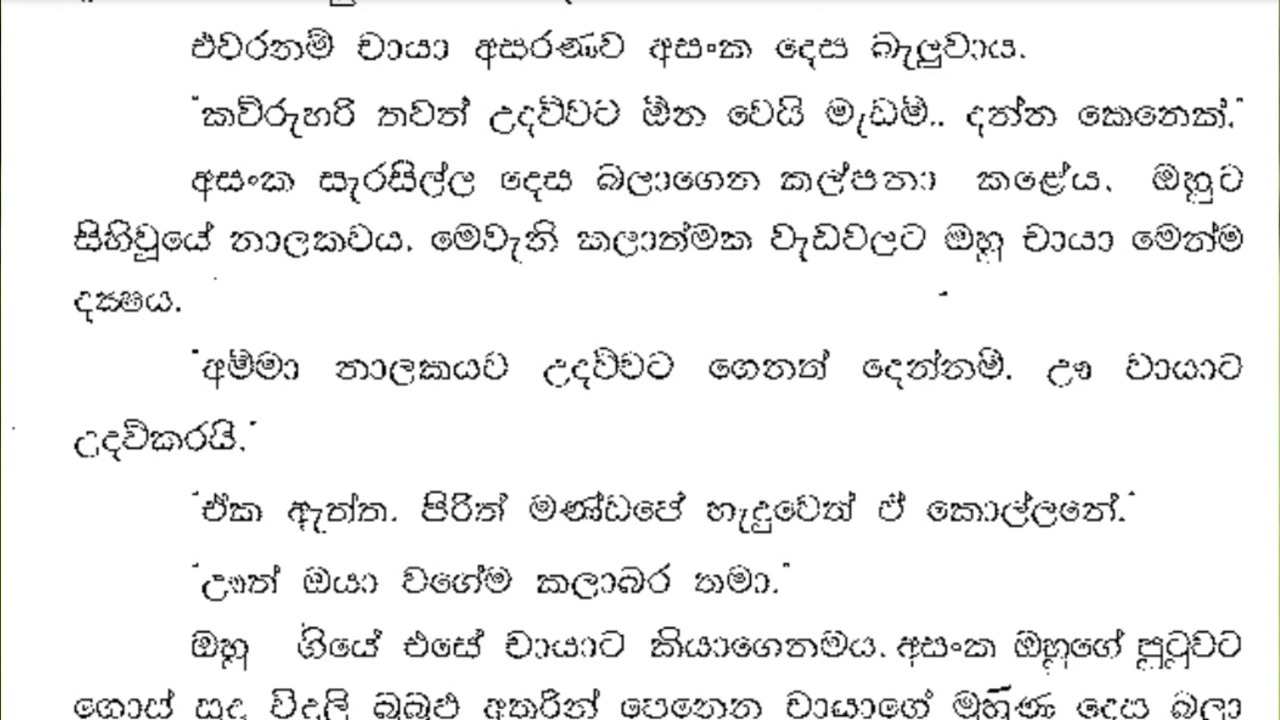 එවරනම් චායා අසරණව අසංක දෙස බැලුවාය.
"කව්රුහරි තවත් උදව්වට ඕන වෙයි මැඩම්.. දන්න කෙනෙක්."
අසංක සැරසිල්ල දෙස බලාගෙන කල්පනා කළේය. ඔහුට
සිහිවූයේ නාලකවය. මෙවැනි කලාත්මක වැඩවලට ඔහු චායා මෙන්ම
දක්ෂය.
"අම්මා නාලකයව උදව්වට ගෙනත් දෙන්නම්. ඌ චායාට
උදව්කරයි."
"ඒක ඇත්ත. පිරිත් මණ්ඩපේ හැදුවෙත් ඒ කොල්ලනේ."
"ඌත් ඔයා වගේම කලාබර තමා."
ඔහු ගියේ එසේ චායාට කියාගෙනමය. අසංක ඔහුගේ පුටුවට
ගොස් සුදු විදුලි බුබුළු අතරින් පෙනෙන චායාගේ මුහුණ දෙය බලා